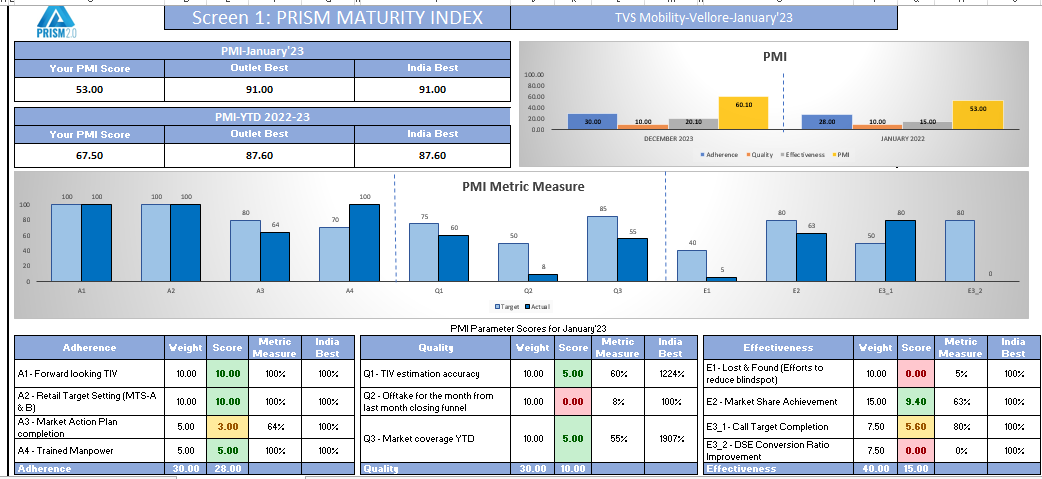 PRISM2.0
Screen 1: PRISM MATURITY INDEX
TVS Mobility-Vellore-January'23
PMI-January'23
Your PMI Score Outlet Best India Best
53.00 91.00 91.00
PMI-YTD 2022-23
Your PMI Score Outlet Best India Best
67.50 87.60 87.60
PMI
100.00
80.00
60.00
40.00
20.00
0.00
30.00 10.00 20.10 60.10 28.00 10.00 15.00 53.00
DECEMBER 2023 JANUARY 2022
Adherence Quality Effectiveness PMI
PMI Metric Measure
100
80
60
40
20
0
100 100 100 100 80 64 70 100 75 60 50 8 85 55 40 5 80 63 50 80 80 0
A1 A2 A3 A4 Q1 Q2 Q3 E1 E2 E3_1 E3_2
Target Actual
PMI Parameter Scores for January'23
Adherence Weight Score Metric Measure India Best
A1 - Forward looking TIV 10.00 10.00 100% 100%
A2 - Retail Target Setting (MTS-A & B) 10.00 10.00 100% 100%
A3 - Market Action Plan completion 5.00 3.00 64% 100%
A4 - Trained Manpower 5.00 5.00 100% 100%
Adherence 30.00 28.00
Quality Weight Score Metric Measure India Best
Q1 - TIV estimation accuracy 10.00 5.00 60% 1224%
Q2 - Offtake for the month from last month closing funnel 10.00 0.00 8% 100%
Q3 - Market coverage YTD 10.00 5.00 55% 1907%
Quality 30.00 10.00
Effectiveness Weight Score Metric Measure India Best
E1 - Lost & Found (Efforts to reduce blindspot) 10.00 0.00 5% 100%
E2 - Market Share Achievement 15.00 9.40 63% 100%
E3_1 - Call Target Completion 7.50 5.60 80% 100%
E3_2 - DSE Conversion Ratio Improvement 7.50 0.00 0% 100%
Effectiveness 40.00 15.00